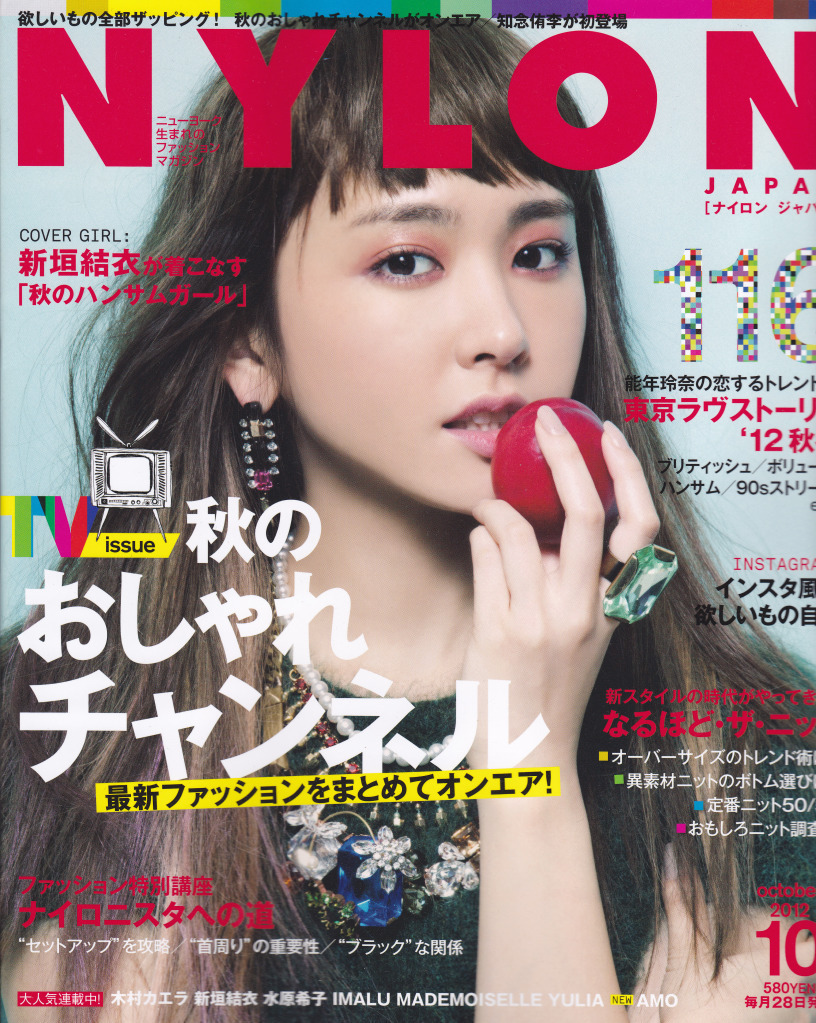 欲しいもの全部ザッピング! 秋のおしゃれチャンネルがオンエア/知念侑李が初登場
NYLON
ニューヨーク
生まれの
ファッション
マガジン
JAPA
[ナイロン ジャパ
COVER GIRL:
新垣結衣が着こなす
「秋のハンサムガール」
116
能年玲奈の恋するトレンド
東京ラヴストーリ
'12 秋
ブリティッシュ/ボリュー
ハンサム/90sストリー
TV issue
秋の
おしゃれ
チャンネル
最新ファッションをまとめてオンエア!
INSTAGRA
インスタ風
欲しいもの自
新スタイルの時代がやってき
なるほど・ザ・ニッ
オーバーサイズのトレンド術
異素材ニットのボトム選び
定番ニット50/
おもしろニット調査
ファッション特別講座
ナイロニスタへの道
“セットアップ”を攻略/“首周り”の重要性/“ブラック”な関係
october
2012
10
580YEN
毎月28日発
大人気連載中! 木村カエラ 新垣結衣 水原希子 IMALU MADEMOISELLE YULIA NEW AMO